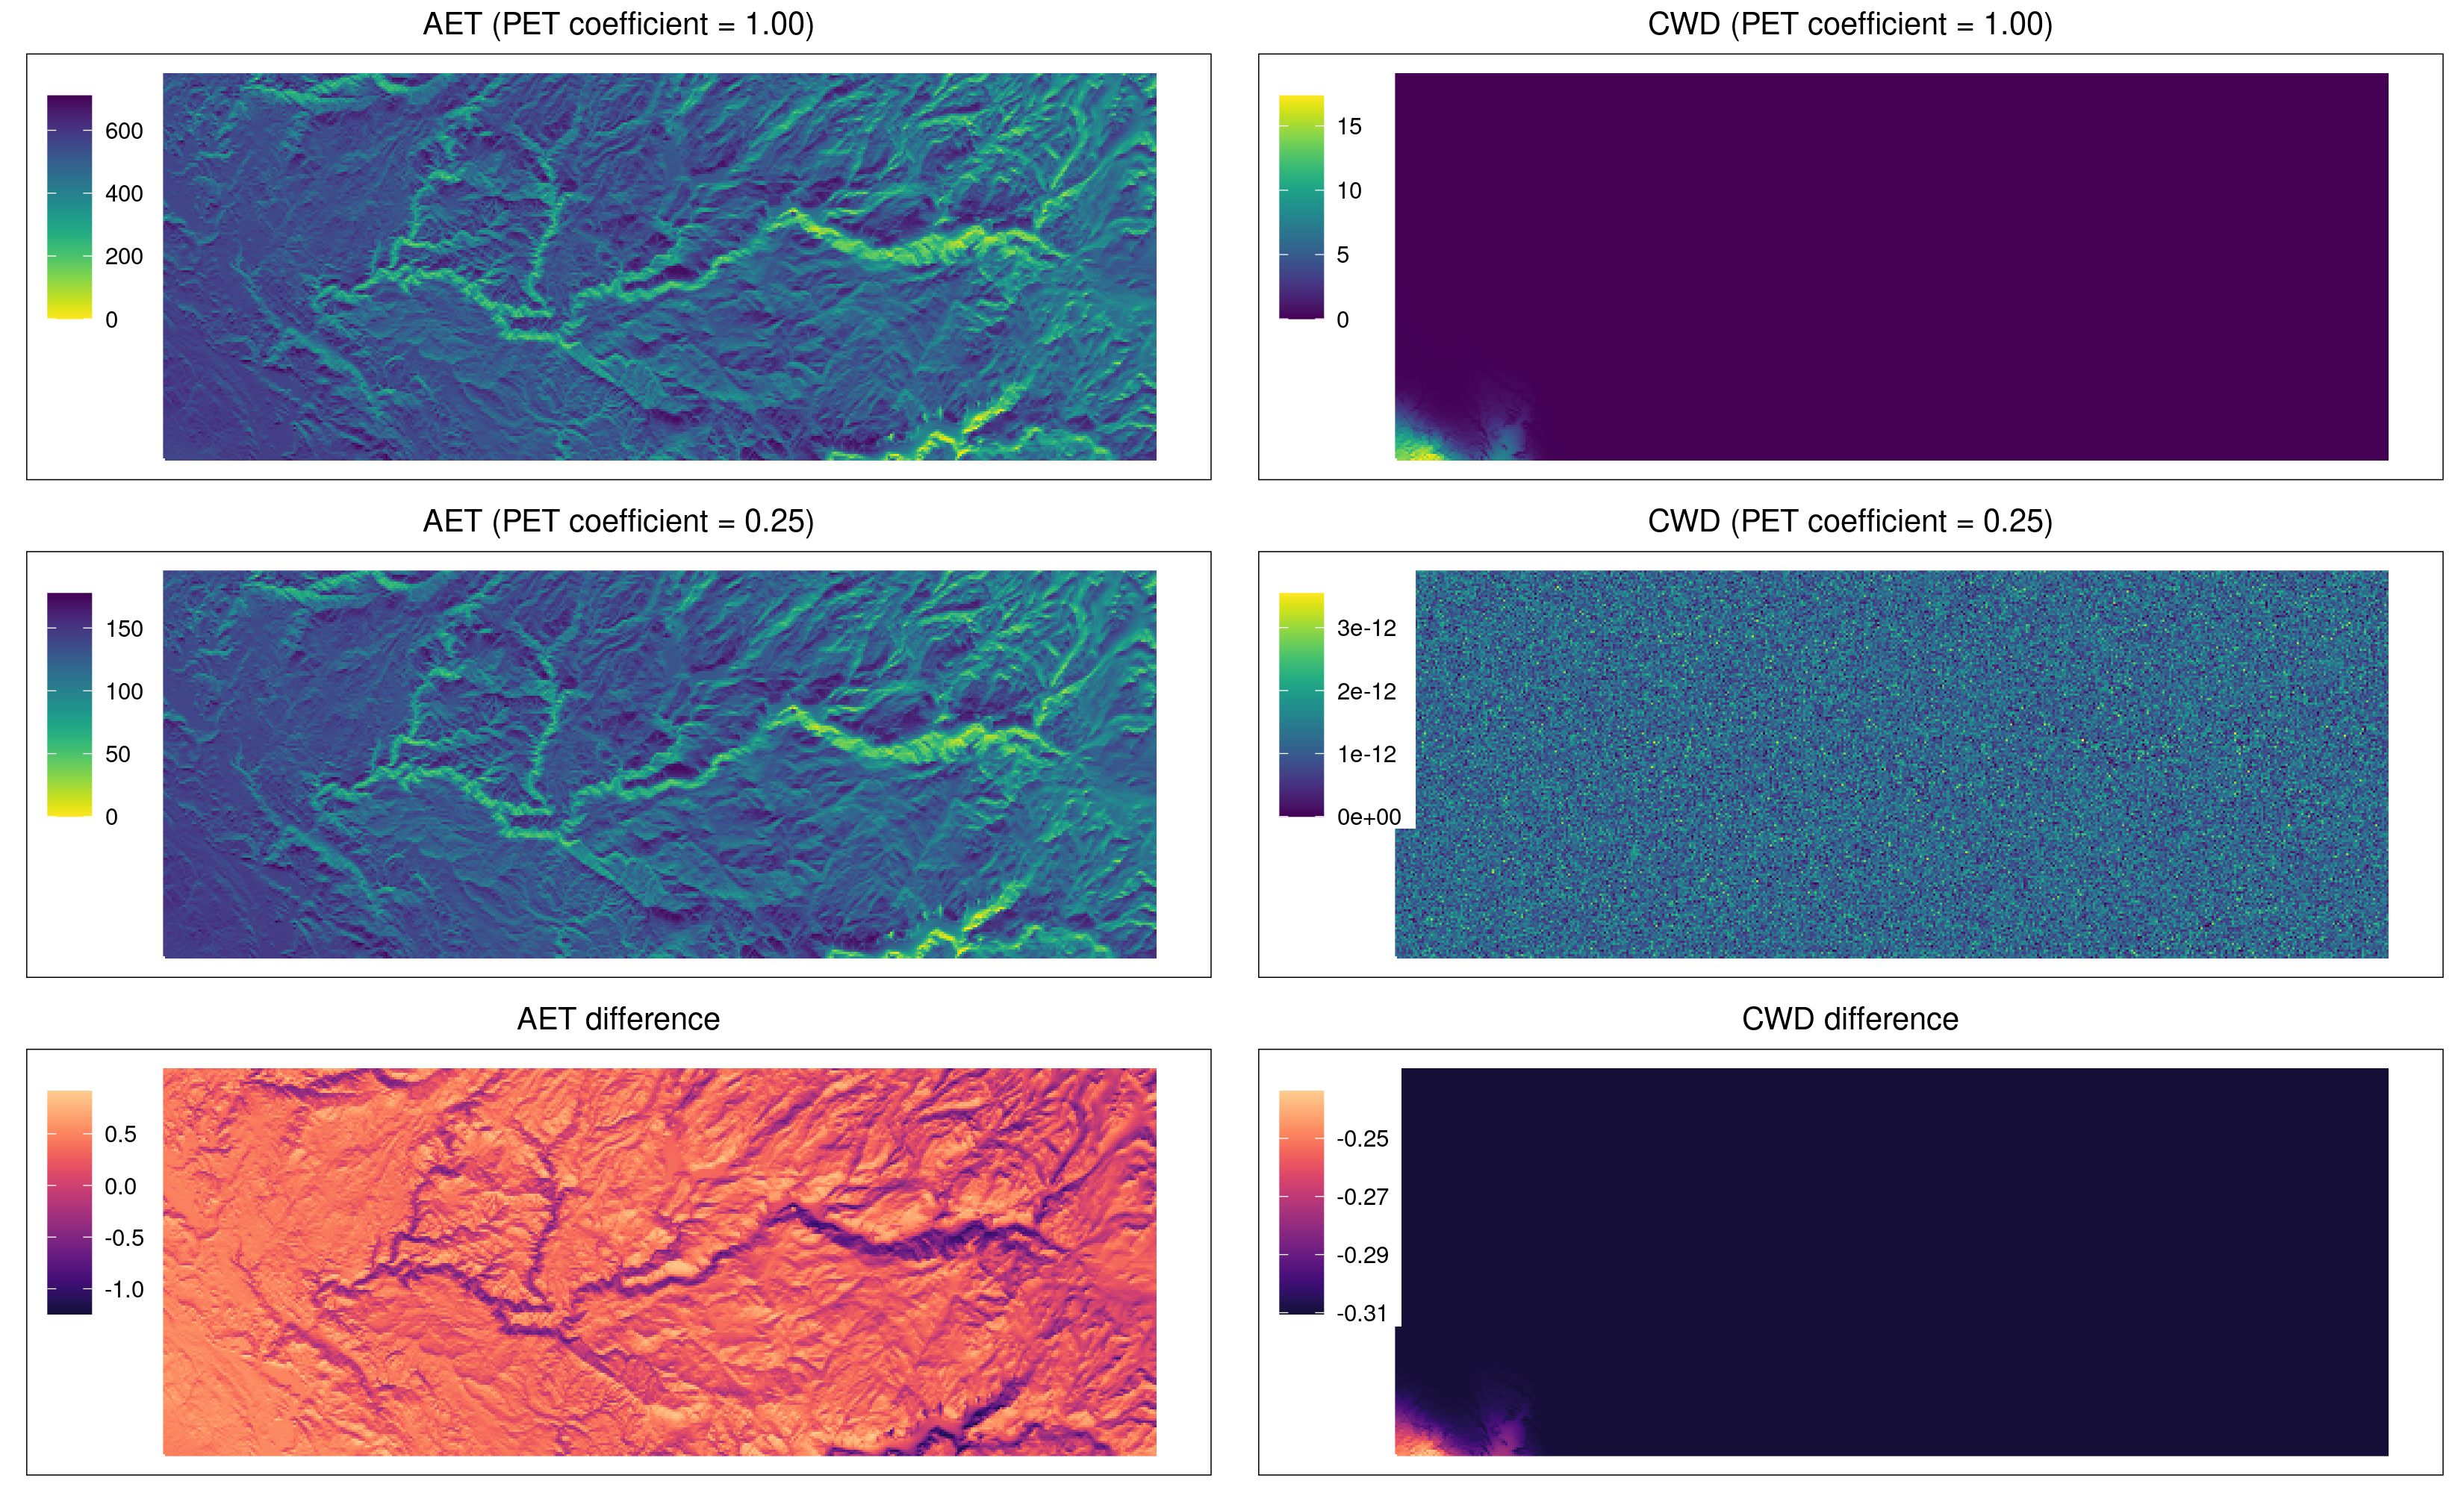 AET (PET coefficient = 1.00)
600
400
200
0
CWD (PET coefficient = 1.00)
15
10
5
0
AET (PET coefficient = 0.25)
150
100
50
0
CWD (PET coefficient = 0.25)
3e-12
2e-12
1e-12
0e+00
AET difference
0.5
0.0
-0.5
-1.0
CWD difference
-0.25
-0.27
-0.29
-0.31